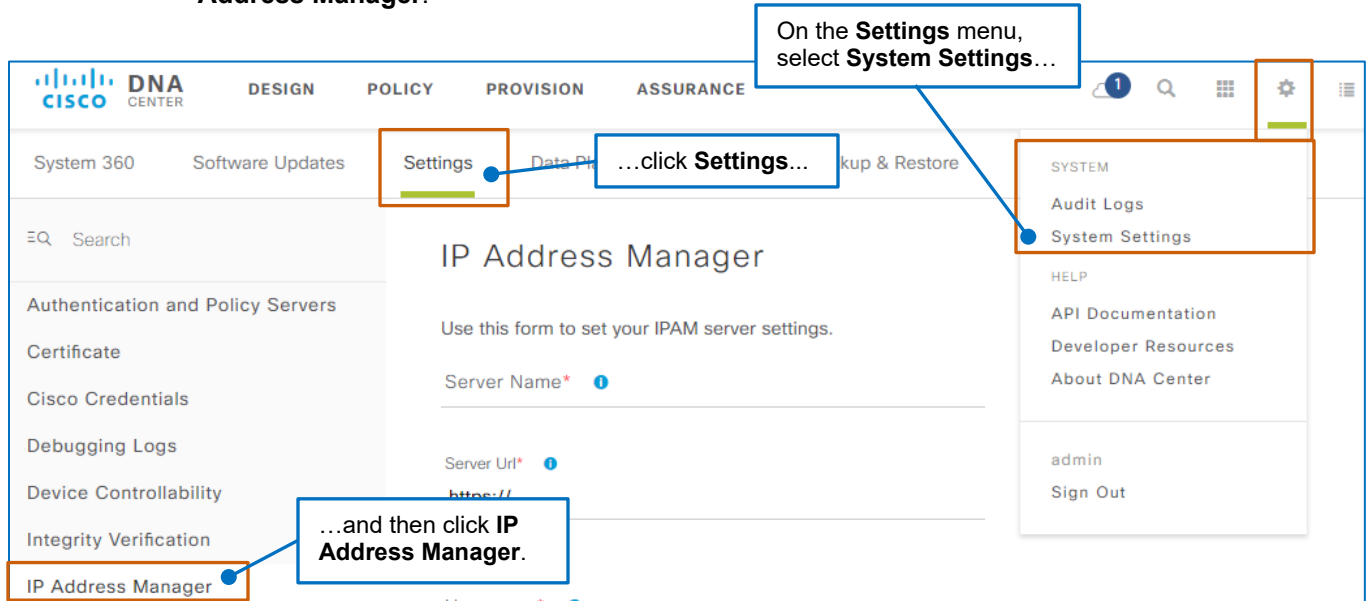 Address Manager.
On the Settings menu,
select System Settings…
CISCO DNA CENTER
DESIGN POLICY PROVISION ASSURANCE 1
System 360 Software Updates Settings Data Pla …click Settings... kup & Restore
SYSTEM
Audit Logs
System Settings
HELP
API Documentation
Developer Resources
About DNA Center
admin
Sign Out
Search
Authentication and Policy Servers
Certificate
Cisco Credentials
Debugging Logs
Device Controllability
Integrity Verification
IP Address Manager
…and then click IP
Address Manager.
IP Address Manager
Use this form to set your IPAM server settings.
Server Name*
Server Url*
https://